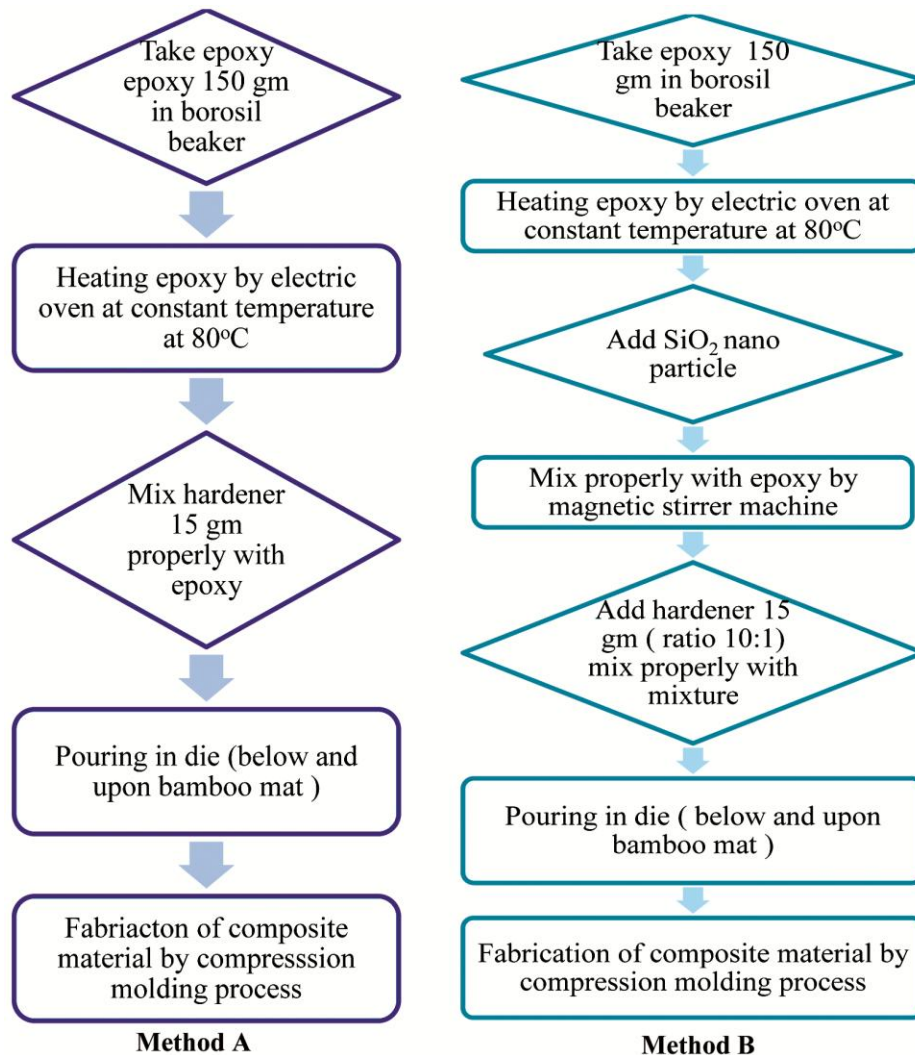 Take epoxy
epoxy 150 gm
in borosil
beaker
Heating epoxy by electric
oven at constant temperature
at 80°C
Mix hardener
15 gm
properly with
epoxy
Pouring in die (below and
upon bamboo mat )
Fabriacton of composite
material by compresssion
molding process
Method A
Take epoxy  150
gm in borosil
beaker
Heating epoxy by electric oven at
constant temperature at 80°C
Add SiO₂ nano
particle
Mix properly with epoxy by
magnetic stirrer machine
Add hardener 15
gm ( ratio 10:1)
mix properly with
mixture
Pouring in die ( below and upon
bamboo mat )
Fabrication of composite material by
compression molding process
Method B